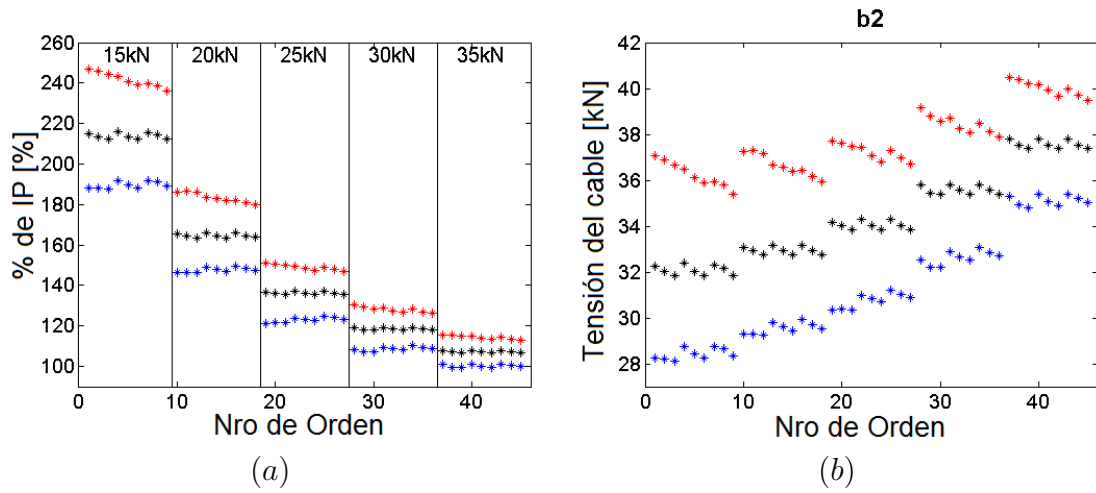 b2
15kN 20kN 25kN 30kN 35kN
260
240
220
200
180
160
140
120
100
% de IP [%]
0 10 20 30 40
Nro de Orden
(a)
42
40
38
36
34
32
30
28
Tensión del cable [kN]
0 10 20 30 40
Nro de Orden
(b)